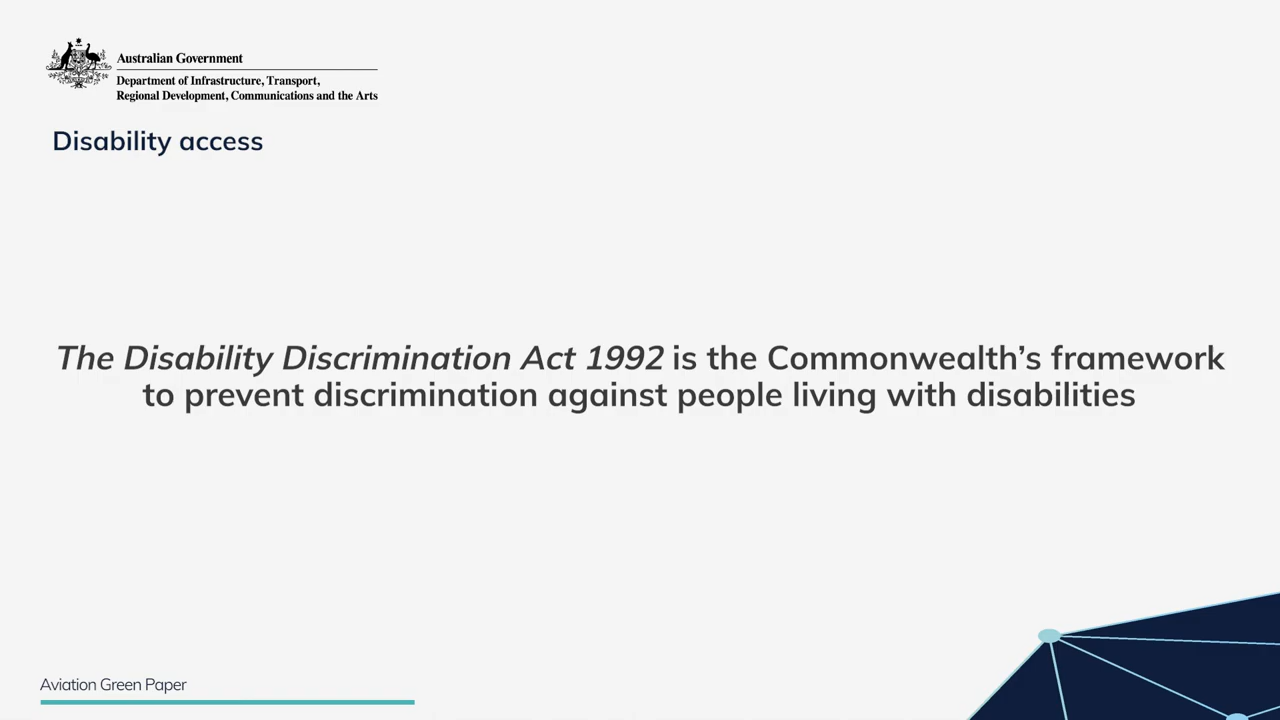 Australian Government
Department of Infrastructure, Transport,
Regional Development, Communications and the Arts
Disability access
The Disability Discrimination Act 1992 is the Commonwealth’s framework
to prevent discrimination against people living with disabilities
Aviation Green Paper